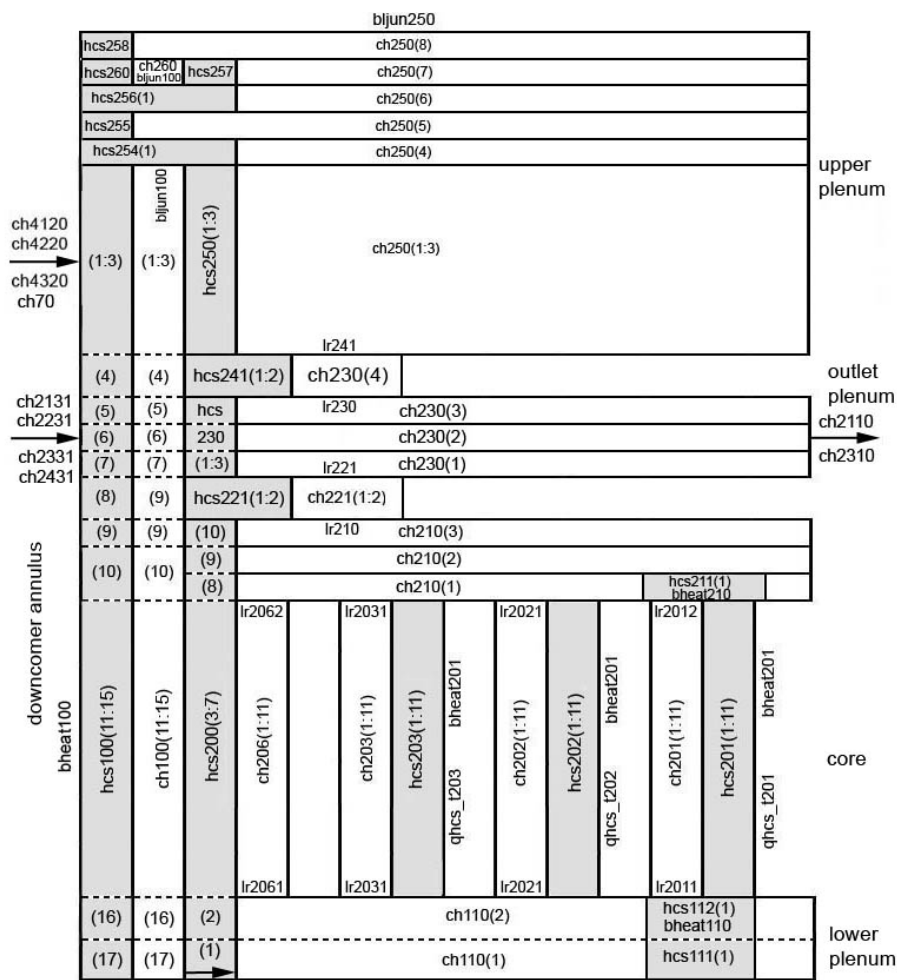 bljun250
hcs258 ch250(8)
hcs260 ch260 hcs257 ch250(7)
bljun100
hcs256(1) ch250(6)
hcs255 ch250(5)
hcs254(1) ch250(4)
upper
plenum
bljun100
hcs250(1:3)
ch4120
ch4220
ch4320
ch70
(1:3) (1:3) ch250(1:3)
lr241
(4) (4) hcs241(1:2) ch230(4)
outlet
plenum
ch2131
ch2231
ch2331
ch2431
(5) (5) hcs lr230 ch230(3)
(6) (6) 230 ch230(2)
(7) (7) (1:3) ch230(1)
ch2110
ch2310
lr221
(8) (9) hcs221(1:2) ch221(1:2)
(9) (9) (10) lr210 ch210(3)
(10) (10) (9) ch210(2)
(8) ch210(1) hcs211(1)
bheat210
downcomer annulus
bheat100
lr2062 lr2031 lr2021 lr2012
hcs100(11:15)
ch100(11:15)
hcs200(3:7)
ch206(1:11)
ch203(1:11)
hcs203(1:11)
qhcs_t203 bheat201
ch202(1:11)
hcs202(1:11)
qhcs_t202 bheat201
ch201(1:11)
hcs201(1:11)
qhcs_t201 bheat201
core
lr2061 lr2031 lr2021 lr2011
(16) (16) (2) ch110(2) hcs112(1)
bheat110
(17) (17) (1) ch110(1) hcs111(1)
lower
plenum